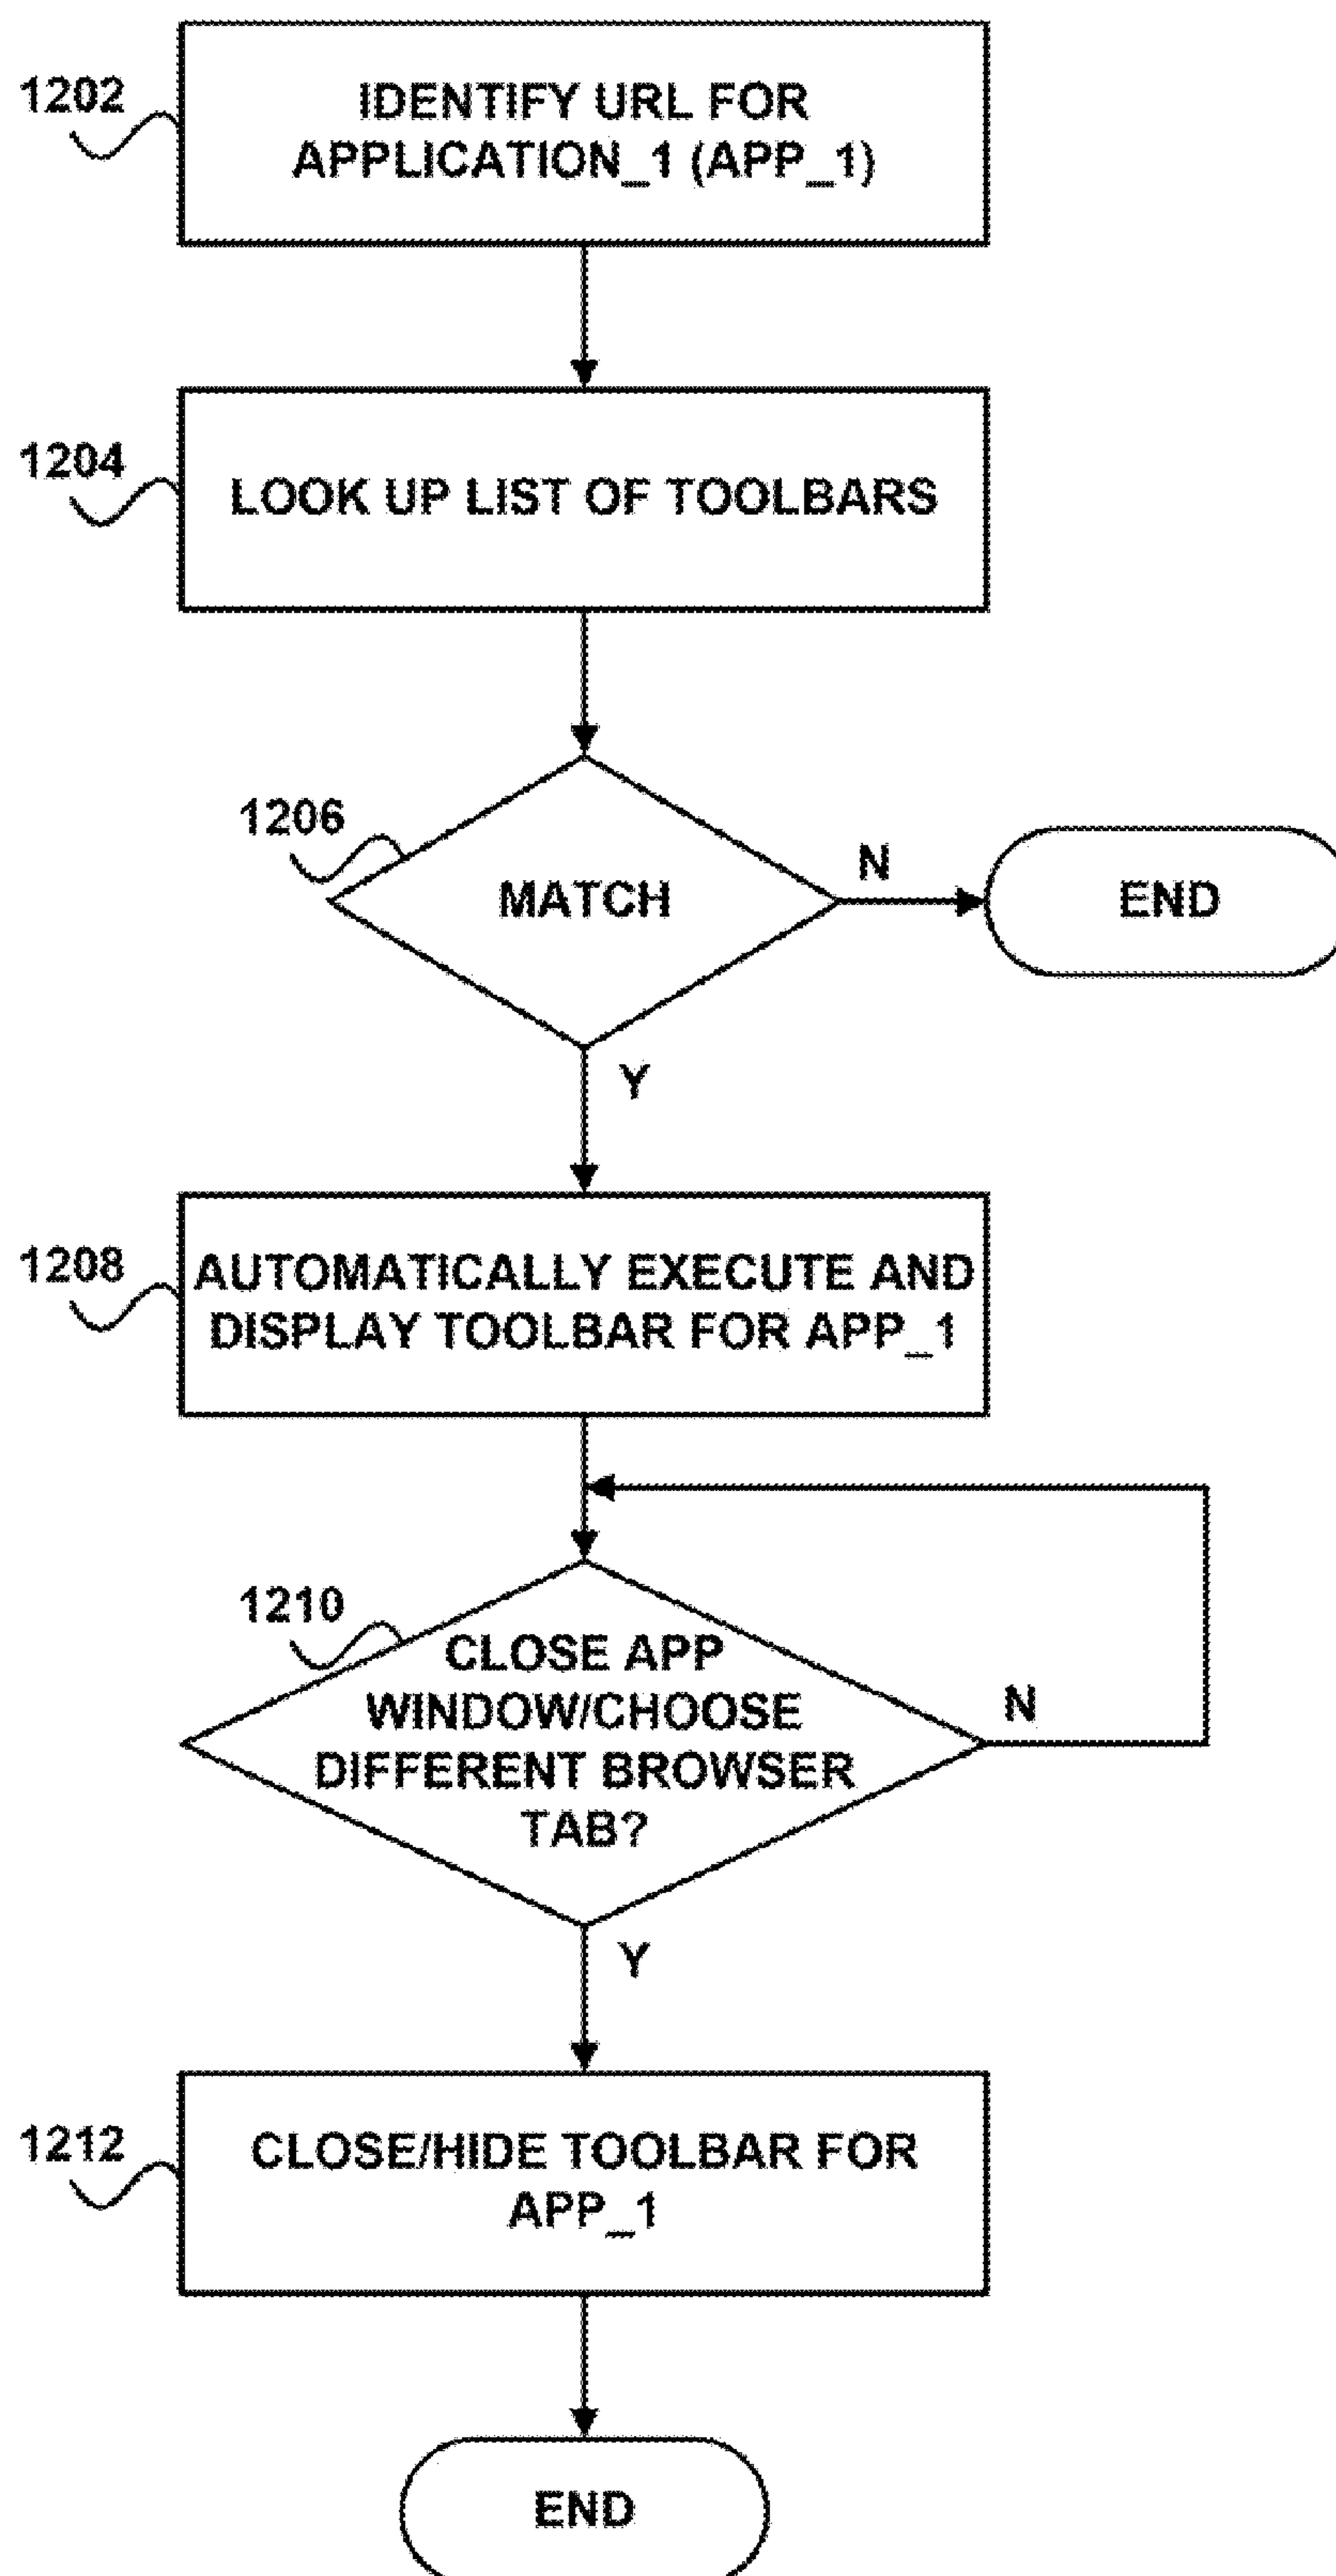 1202
IDENTIFY URL FOR
APPLICATION_1 (APP_1)
1204
LOOK UP LIST OF TOOLBARS
1206
MATCH
N
END
Y
1208
AUTOMATICALLY EXECUTE AND
DISPLAY TOOLBAR FOR APP_1
1210
CLOSE APP
WINDOW/CHOOSE
DIFFERENT BROWSER
TAB?
N
Y
1212
CLOSE/HIDE TOOLBAR FOR
APP_1
END